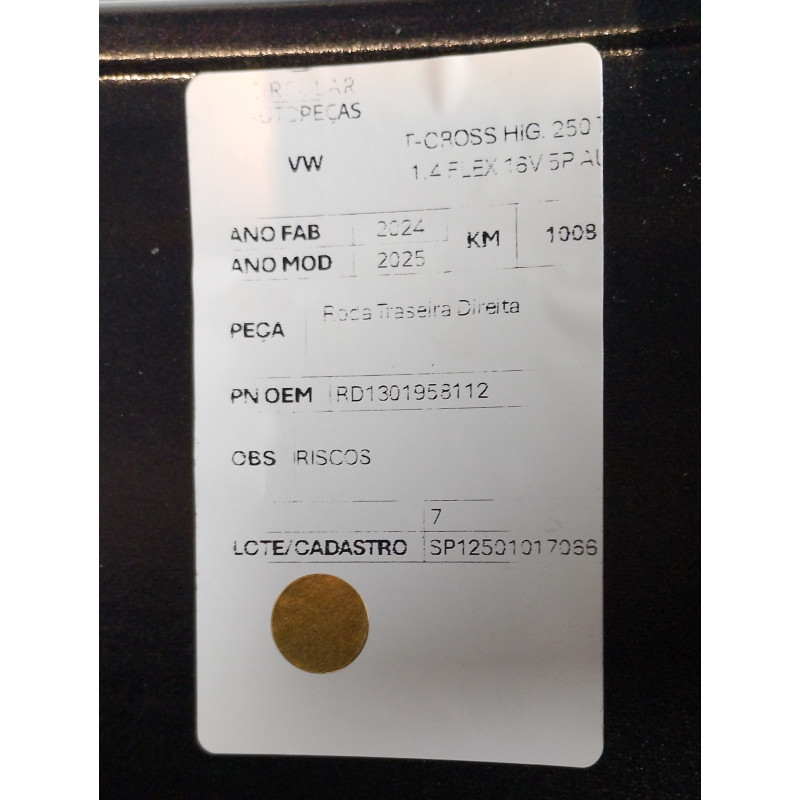 AUTOPEÇAS
VW
T-CROSS HIG. 250
1.4 FLEX 16V 5P AU
ANO FAB 2024 KM 1008
ANO MOD 2025
PEÇA Roda Traseira Direita
PN OEM RD1301958112
OBS RISCOS
7
LOTE/CADASTRO SP12501017066